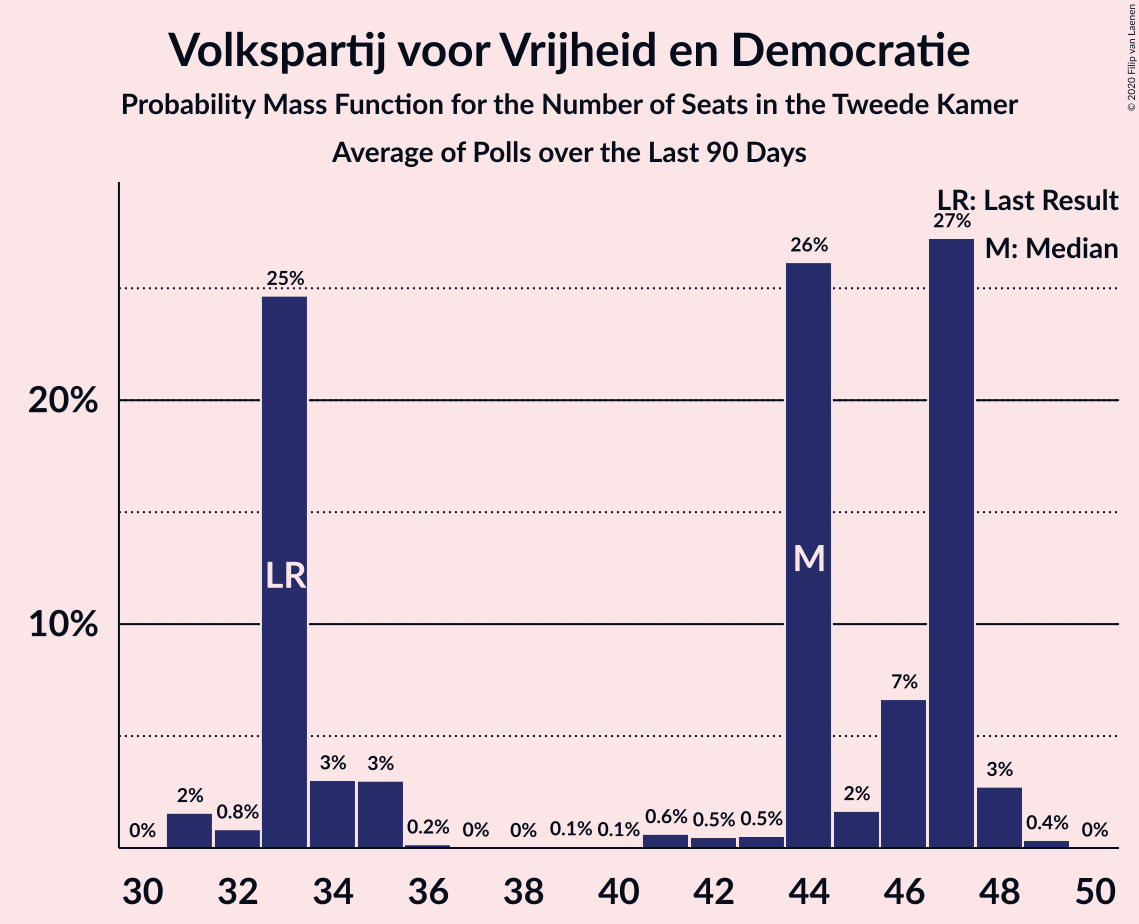 Volkspartij voor Vrijheid en Democratie
Probability Mass Function for the Number of Seats in the Tweede Kamer
Average of Polls over the Last 90 Days
© 2020 Filip van Laenen
LR: Last Result
M: Median
20%
10%
0%
2%
0.8%
25%
3%
3%
0.2%
0%
0%
0.1%
0.1%
0.6%
0.5%
0.5%
26%
2%
7%
27%
3%
0.4%
0%
LR
M
30 32 34 36 38 40 42 44 46 48 50